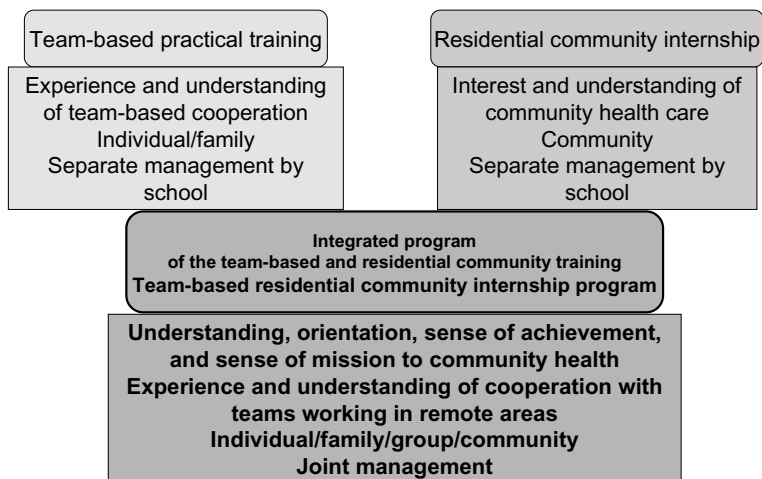 Team-based practical training
Experience and understanding
of team-based cooperation
Individual/family
Separate management by
school
Residential community internship
Interest and understanding of
community health care
Community
Separate management by
school
Integrated program
of the team-based and residential community training
Team-based residential community internship program
Understanding, orientation, sense of achievement,
and sense of mission to community health
Experience and understanding of cooperation with
teams working in remote areas
Individual/family/group/community
Joint management